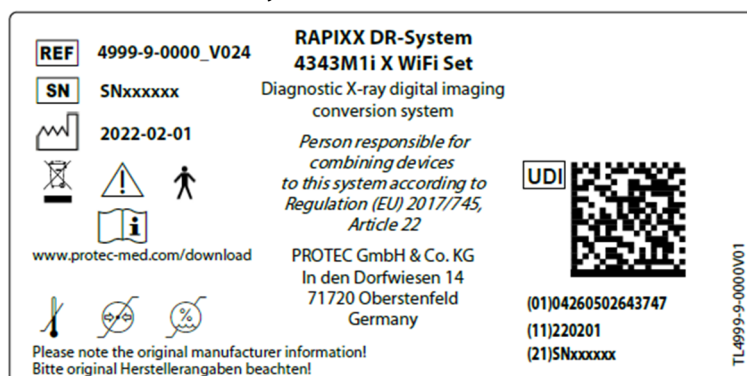 REF 4999-9-0000_V024
SN SNxxxxxx
2022-02-01
www.protec-med.com/download
Please note the original manufacturer information!
Bitte original Herstellerangaben beachten!
RAPIXX DR-System
4343M1i X WiFi Set
Diagnostic X-ray digital imaging
conversion system
Person responsible for
combining devices
to this system according to
Regulation (EU) 2017/745,
Article 22
PROTEC GmbH & Co. KG
In den Dorfwiesen 14
71720 Oberstenfeld
Germany
UDI
(01)04260502643747
(11)220201
(21)SNxxxxxx
TL4999-9-0000V01